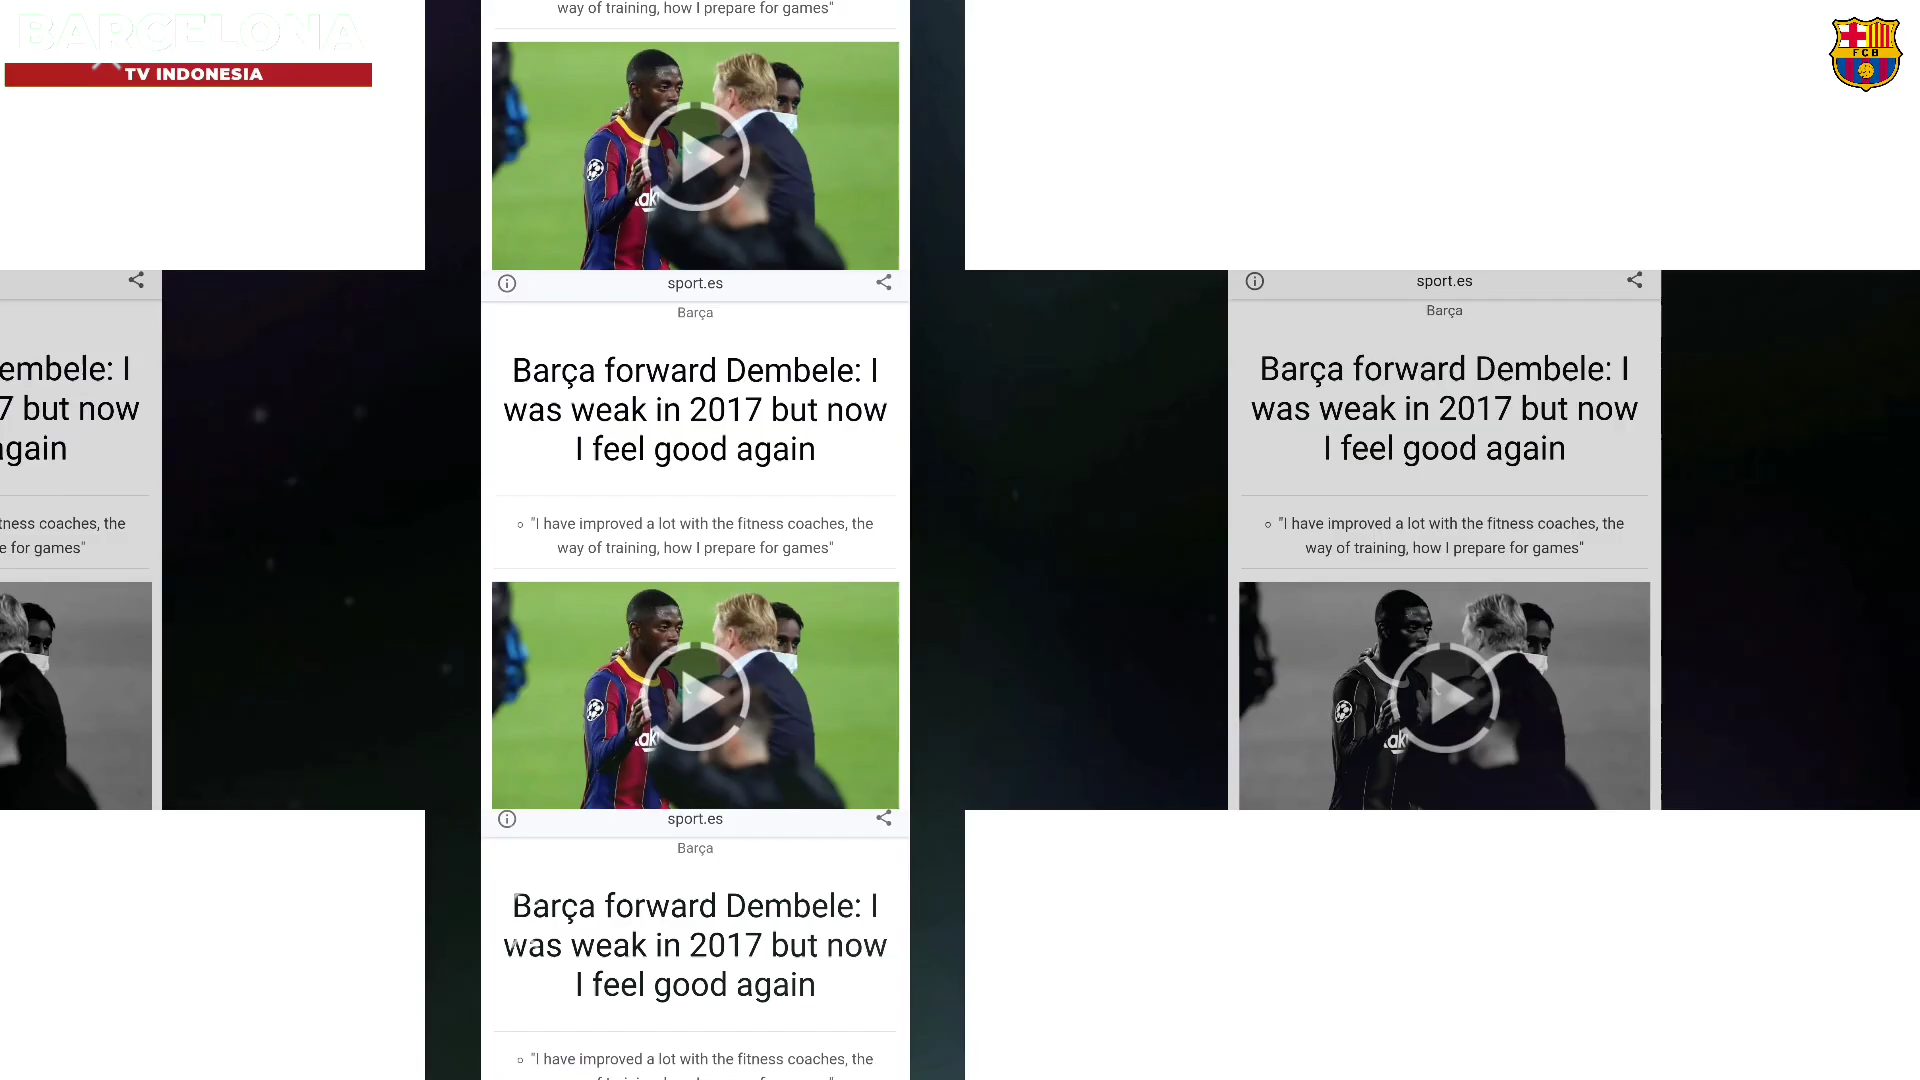 BARCELONA
TV INDONESIA
FCB
way of training, how I prepare for games"
sport.es
Barça
Barça forward Dembele: I
was weak in 2017 but now
I feel good again
"I have improved a lot with the fitness coaches, the
way of training, how I prepare for games"
sport.es
Barça
Barça forward Dembele: I
was weak in 2017 but now
I feel good again
"I have improved a lot with the fitness coaches, the
embele: I
7 but now
again
tness coaches, the
e for games"
sport.es
Barça
Barça forward Dembele: I
was weak in 2017 but now
I feel good again
"I have improved a lot with the fitness coaches, the
way of training, how I prepare for games"